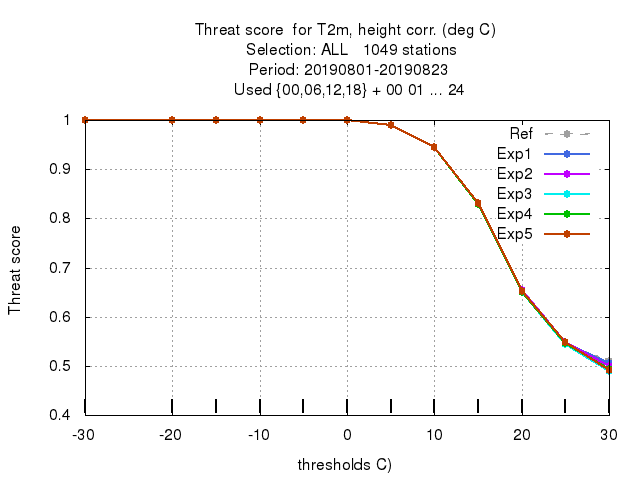 Threat score  for T2m, height corr. (deg C)
Selection: ALL   1049 stations
Period: 20190801-20190823
Used {00,06,12,18} + 00 01 ... 24
Threat score
1
0.9
0.8
0.7
0.6
0.5
0.4
Ref
Exp1
Exp2
Exp3
Exp4
Exp5
-30 -20 -10 0 10 20 30
thresholds C)